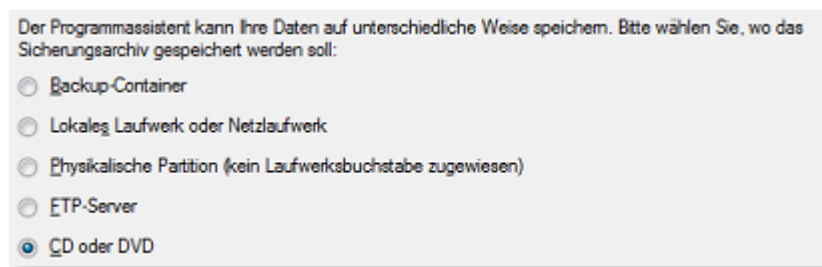 Der Programmassistent kann Ihre Daten auf unterschiedliche Weise speichern. Bitte wählen Sie, wo das
Sicherungsarchiv gespeichert werden soll:
Backup-Container
Lokales Laufwerk oder Netzlaufwerk
Physikalische Partition (kein Laufwerksbuchstabe zugewiesen)
FTP-Server
CD oder DVD